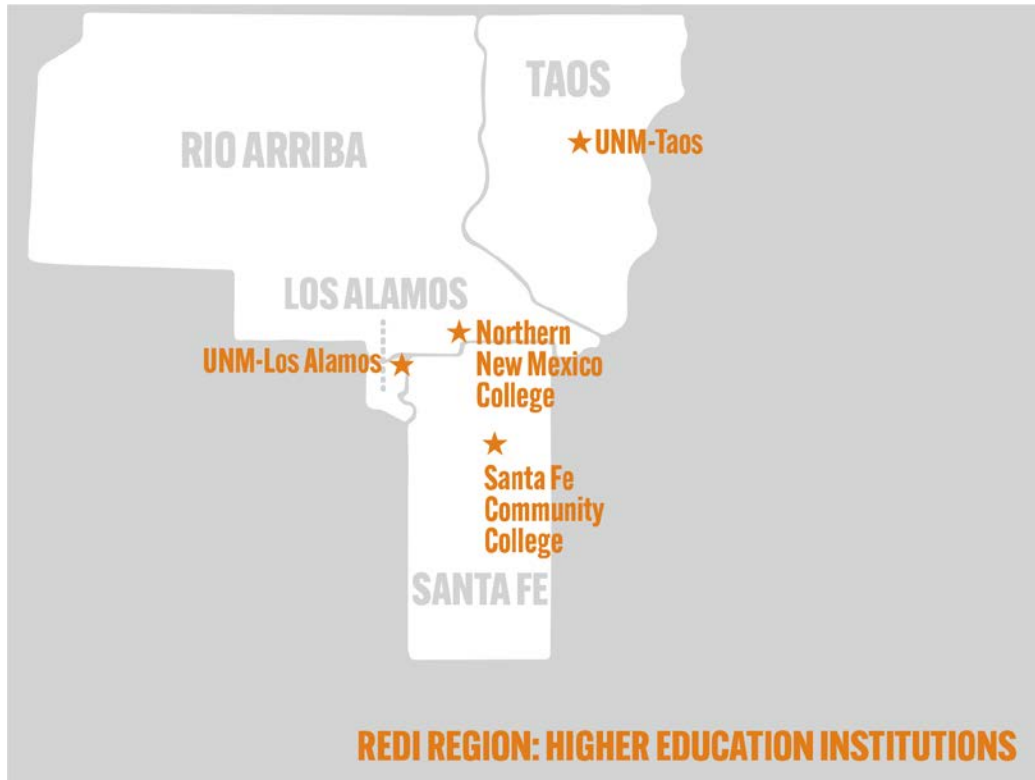 TAOS
UNM-Taos
RIO ARRIBA
LOS ALAMOS
Northern
New Mexico
College
UNM-Los Alamos
Santa Fe
Community
College
SANTA FE
REDI REGION: HIGHER EDUCATION INSTITUTIONS